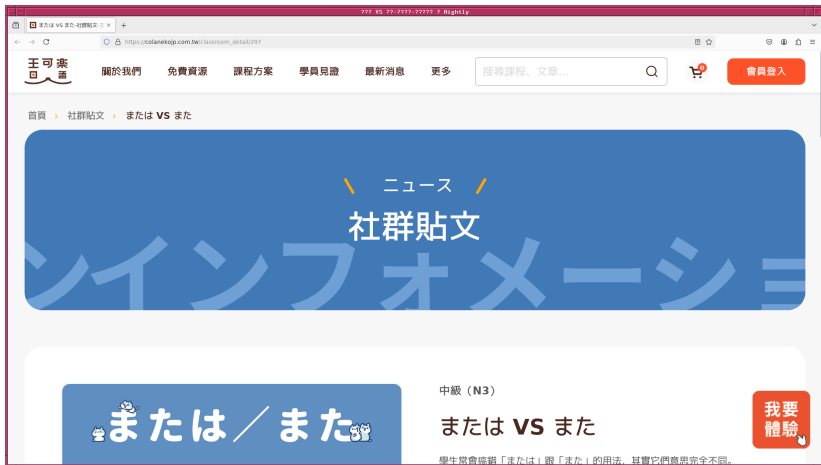 ??? VS ??-????-????? ? Nightly
または VS また-社群貼文-王
https://colanekojp.com.tw/classroom_detail/297
王可樂
日 語
關於我們
免費資源
課程方案
學員見證
最新消息
更多
搜尋課程、文章...
0
會員登入
首頁 › 社群貼文 › または VS また
ニュース
社群貼文
ンインフォメーショ
または／また
中級（N3）
または VS また
學生常會搞錯「または」跟「また」的用法，其實它們意思完全不同。
我要
體驗